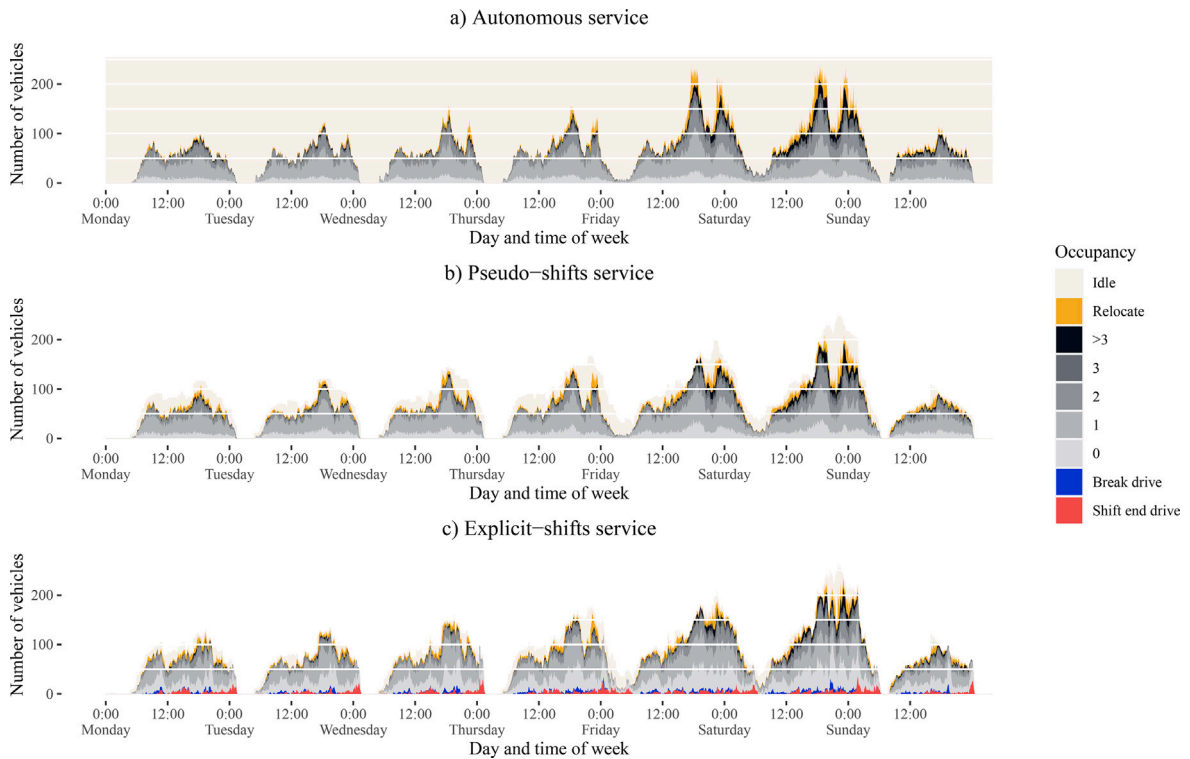 a) Autonomous service
Number of vehicles
200
100
0
0:00 12:00 0:00 12:00 0:00 12:00 0:00 12:00 0:00 12:00 0:00 12:00 0:00 12:00
Monday Tuesday Wednesday Thursday Friday Saturday Sunday
Day and time of week
b) Pseudo−shifts service
Number of vehicles
200
100
0
0:00 12:00 0:00 12:00 0:00 12:00 0:00 12:00 0:00 12:00 0:00 12:00 0:00 12:00
Monday Tuesday Wednesday Thursday Friday Saturday Sunday
Day and time of week
c) Explicit−shifts service
Number of vehicles
200
100
0
0:00 12:00 0:00 12:00 0:00 12:00 0:00 12:00 0:00 12:00 0:00 12:00 0:00 12:00
Monday Tuesday Wednesday Thursday Friday Saturday Sunday
Day and time of week
Occupancy
Idle
Relocate
>3
3
2
1
0
Break drive
Shift end drive